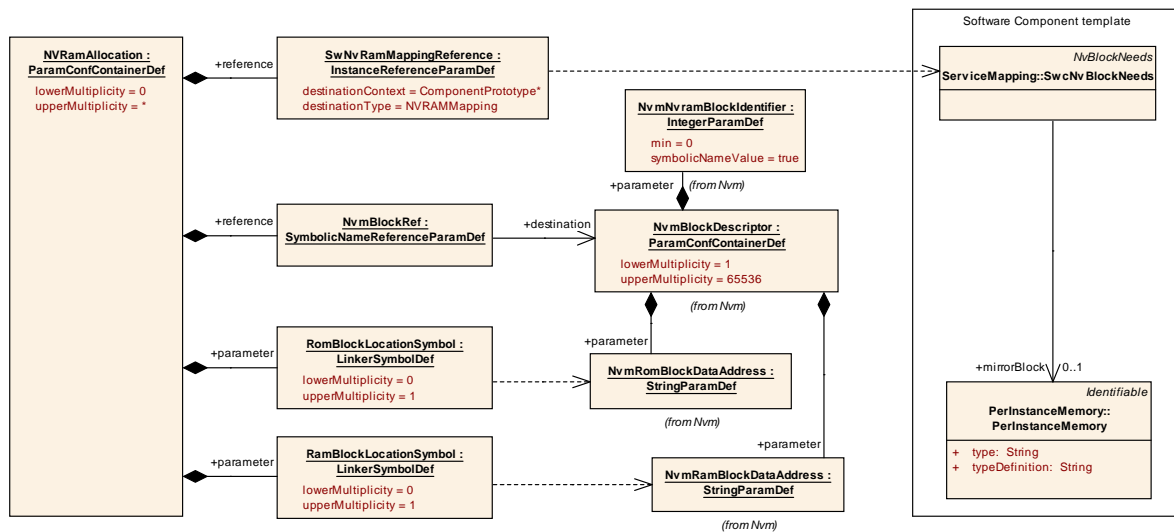 NVRamAllocation :
ParamConfContainerDef
lowerMultiplicity = 0
upperMultiplicity = *
+reference
SwNvRamMappingReference :
InstanceReferenceParamDef
destinationContext = ComponentPrototype*
destinationType = NVRAMMapping
Software Component template
NvBlockNeeds
ServiceMapping::SwcNvBlockNeeds
NvmNvramBlockIdentifier :
IntegerParamDef
min = 0
symbolicNameValue = true
+parameter
(from Nvm)
+reference
NvmBlockRef :
SymbolicNameReferenceParamDef
+destination
NvmBlockDescriptor :
ParamConfContainerDef
lowerMultiplicity = 1
upperMultiplicity = 65536
(from Nvm)
+parameter
RomBlockLocationSymbol :
LinkerSymbolDef
lowerMultiplicity = 0
upperMultiplicity = 1
+parameter
NvmRomBlockDataAddress :
StringParamDef
(from Nvm)
+mirrorBlock
0..1
Identifiable
PerInstanceMemory::
PerInstanceMemory
+ type: String
+ typeDefinition: String
+parameter
RamBlockLocationSymbol :
LinkerSymbolDef
lowerMultiplicity = 0
upperMultiplicity = 1
+parameter
NvmRamBlockDataAddress :
StringParamDef
(from Nvm)